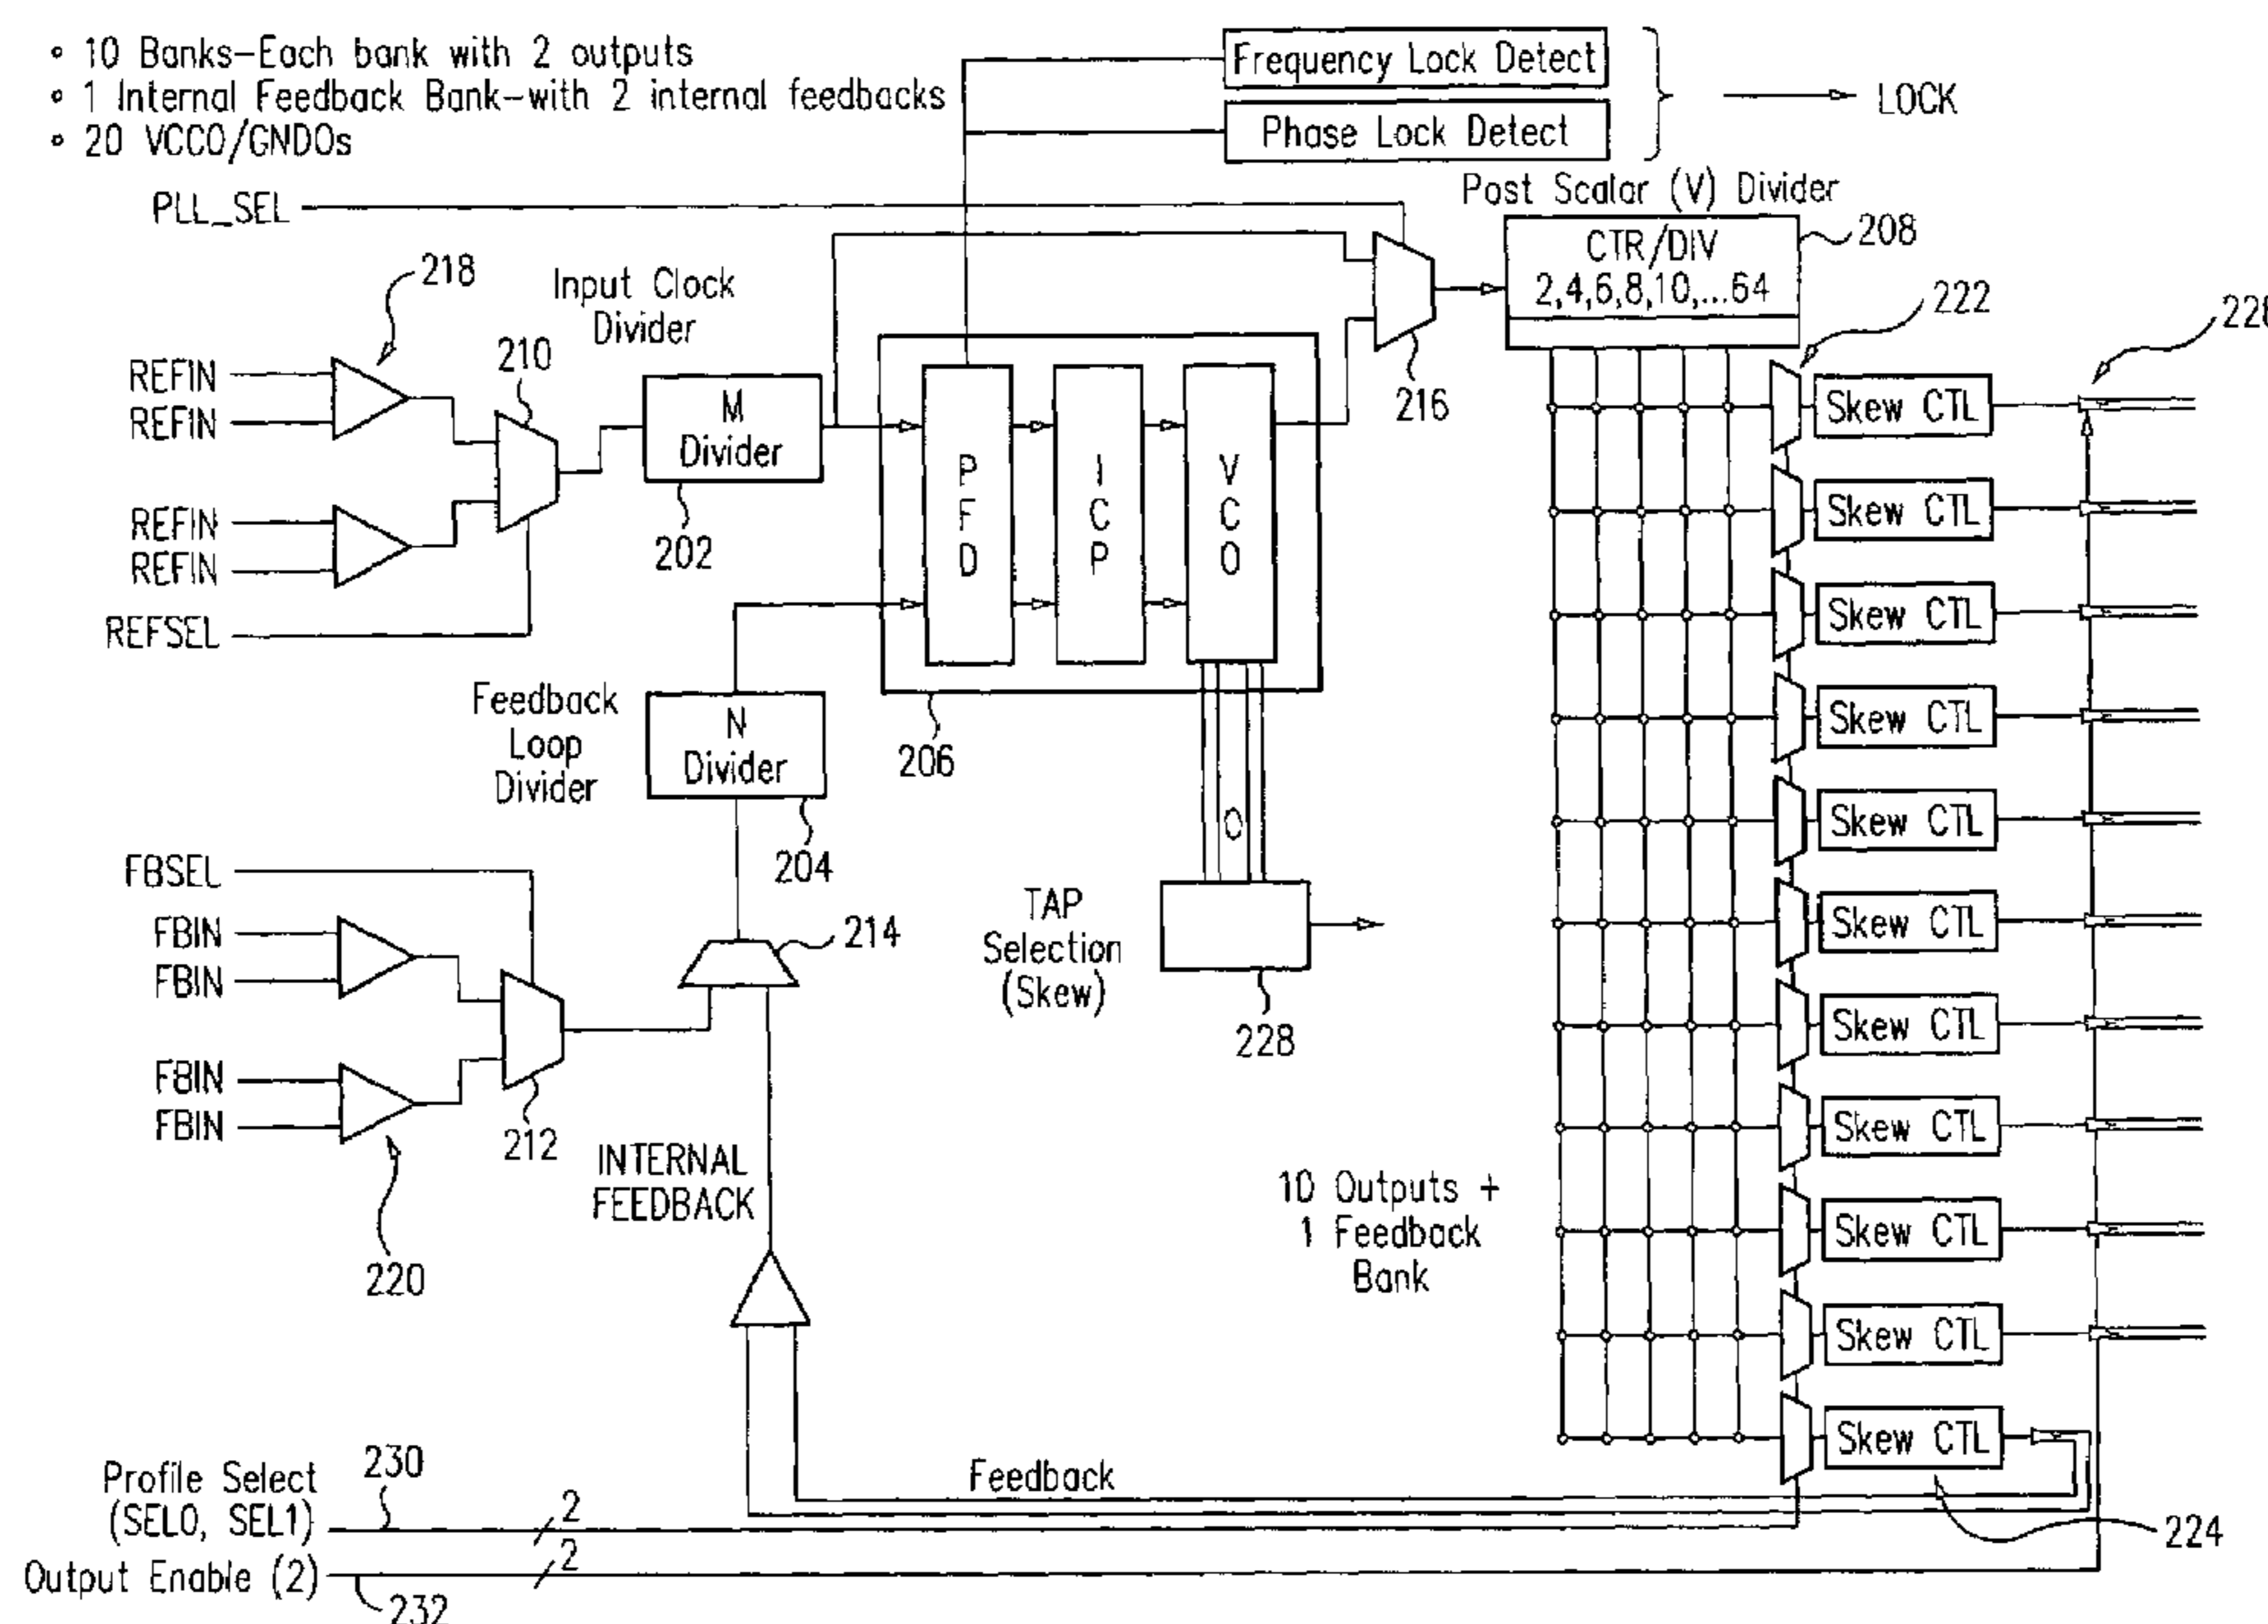 ◦ 10 Banks-Each bank with 2 outputs
◦ 1 Internal Feedback Bank-with 2 internal feedbacks
◦ 20 VCCO/GNDOs
Frequency Lock Detect
Phase Lock Detect
LOCK
PLL_SEL
Post Scalar (V) Divider
CTR/DIV
2,4,6,8,10,...64
208
218
Input Clock
Divider
210
222
REFIN
REFIN
M
Divider
202
216
REFIN
REFIN
REFSEL
PFD
ICP
VCO
206
Feedback
Loop
Divider
N
Divider
204
FBSEL
FBIN
FBIN
214
FBIN
FBIN
212
220
TAP
Selection
(Skew)
228
INTERNAL
FEEDBACK
10 Outputs +
1 Feedback
Bank
Skew CTL
Skew CTL
Skew CTL
Skew CTL
Skew CTL
Skew CTL
Skew CTL
Skew CTL
Skew CTL
Skew CTL
Skew CTL
224
Feedback
Profile Select
(SEL0, SEL1)
230
2
Output Enable (2)
2
232